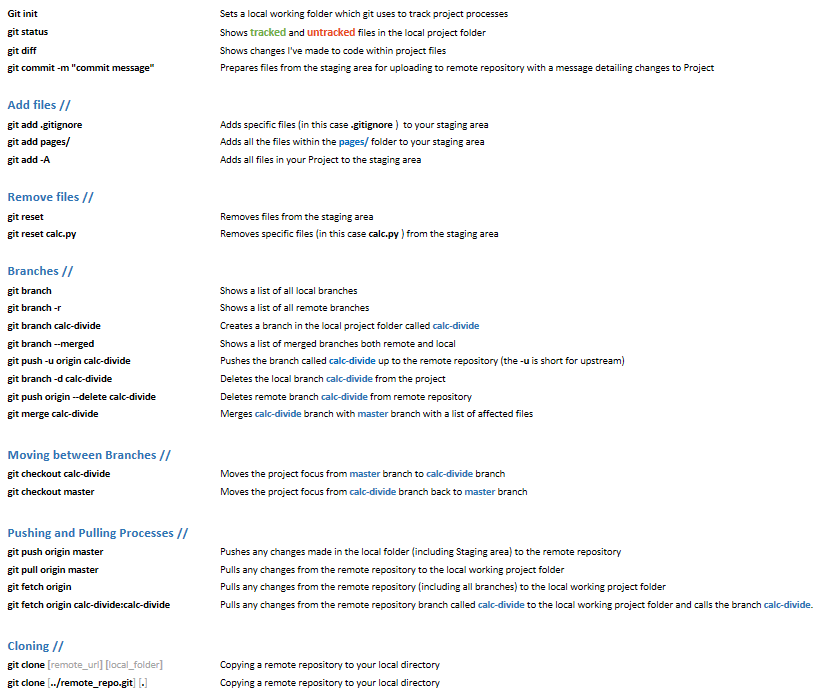 Git init Sets a local working folder which git uses to track project processes
git status Shows tracked and untracked files in the local project folder
git diff Shows changes I've made to code within project files
git commit -m "commit message" Prepares files from the staging area for uploading to remote repository with a message detailing changes to Project
Add files //
git add .gitignore Adds specific files (in this case .gitignore ) to your staging area
git add pages/ Adds all the files within the pages/ folder to your staging area
git add -A Adds all files in your Project to the staging area
Remove files //
git reset Removes files from the staging area
git reset calc.py Removes specific files (in this case calc.py ) from the staging area
Branches //
git branch Shows a list of all local branches
git branch -r Shows a list of all remote branches
git branch calc-divide Creates a branch in the local project folder called calc-divide
git branch --merged Shows a list of merged branches both remote and local
git push -u origin calc-divide Pushes the branch called calc-divide up to the remote repository (the -u is short for upstream)
git branch -d calc-divide Deletes the local branch calc-divide from the project
git push origin --delete calc-divide Deletes remote branch calc-divide from remote repository
git merge calc-divide Merges calc-divide branch with master branch with a list of affected files
Moving between Branches //
git checkout calc-divide Moves the project focus from master branch to calc-divide branch
git checkout master Moves the project focus from calc-divide branch back to master branch
Pushing and Pulling Processes //
git push origin master Pushes any changes made in the local folder (including Staging area) to the remote repository
git pull origin master Pulls any changes from the remote repository to the local working project folder
git fetch origin Pulls any changes from the remote repository (including all branches) to the local working project folder
git fetch origin calc-divide:calc-divide Pulls any changes from the remote repository branch called calc-divide to the local working project folder and calls the branch calc-divide.
Cloning //
git clone [remote_url] [local_folder] Copying a remote repository to your local directory
git clone [../remote_repo.git] [.] Copying a remote repository to your local directory